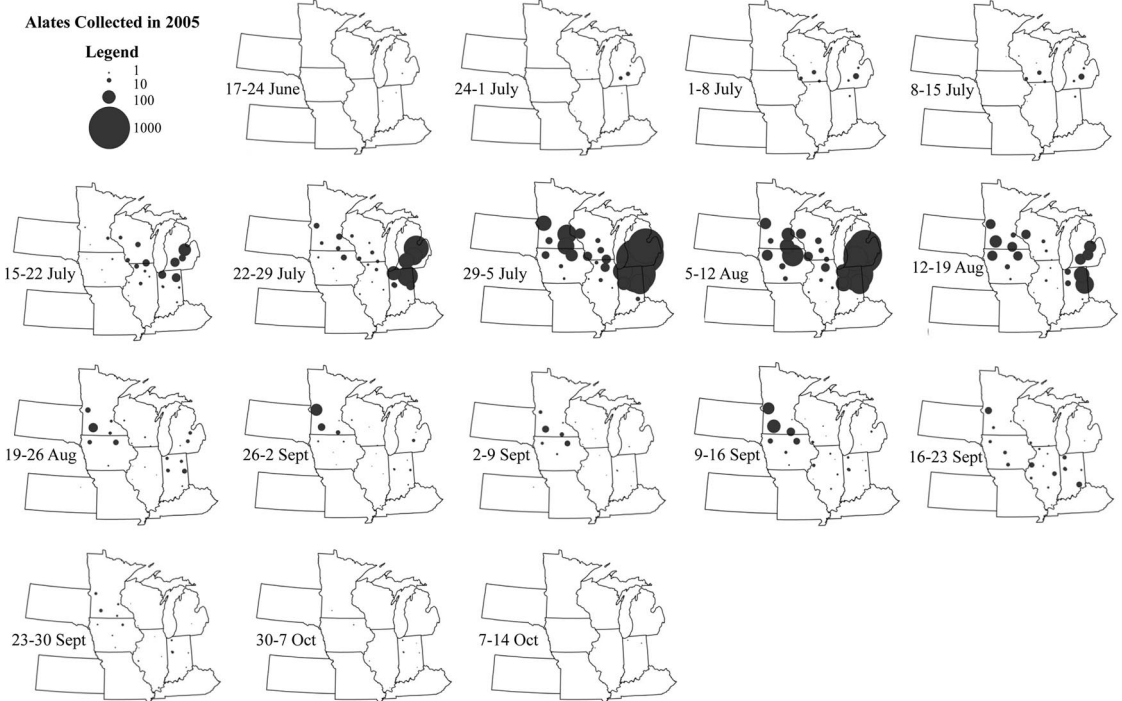 Alates Collected in 2005
Legend
1
10
100
1000
17-24 June
24-1 July
1-8 July
8-15 July
15-22 July
22-29 July
29-5 July
5-12 Aug
12-19 Aug
19-26 Aug
26-2 Sept
2-9 Sept
9-16 Sept
16-23 Sept
23-30 Sept
30-7 Oct
7-14 Oct